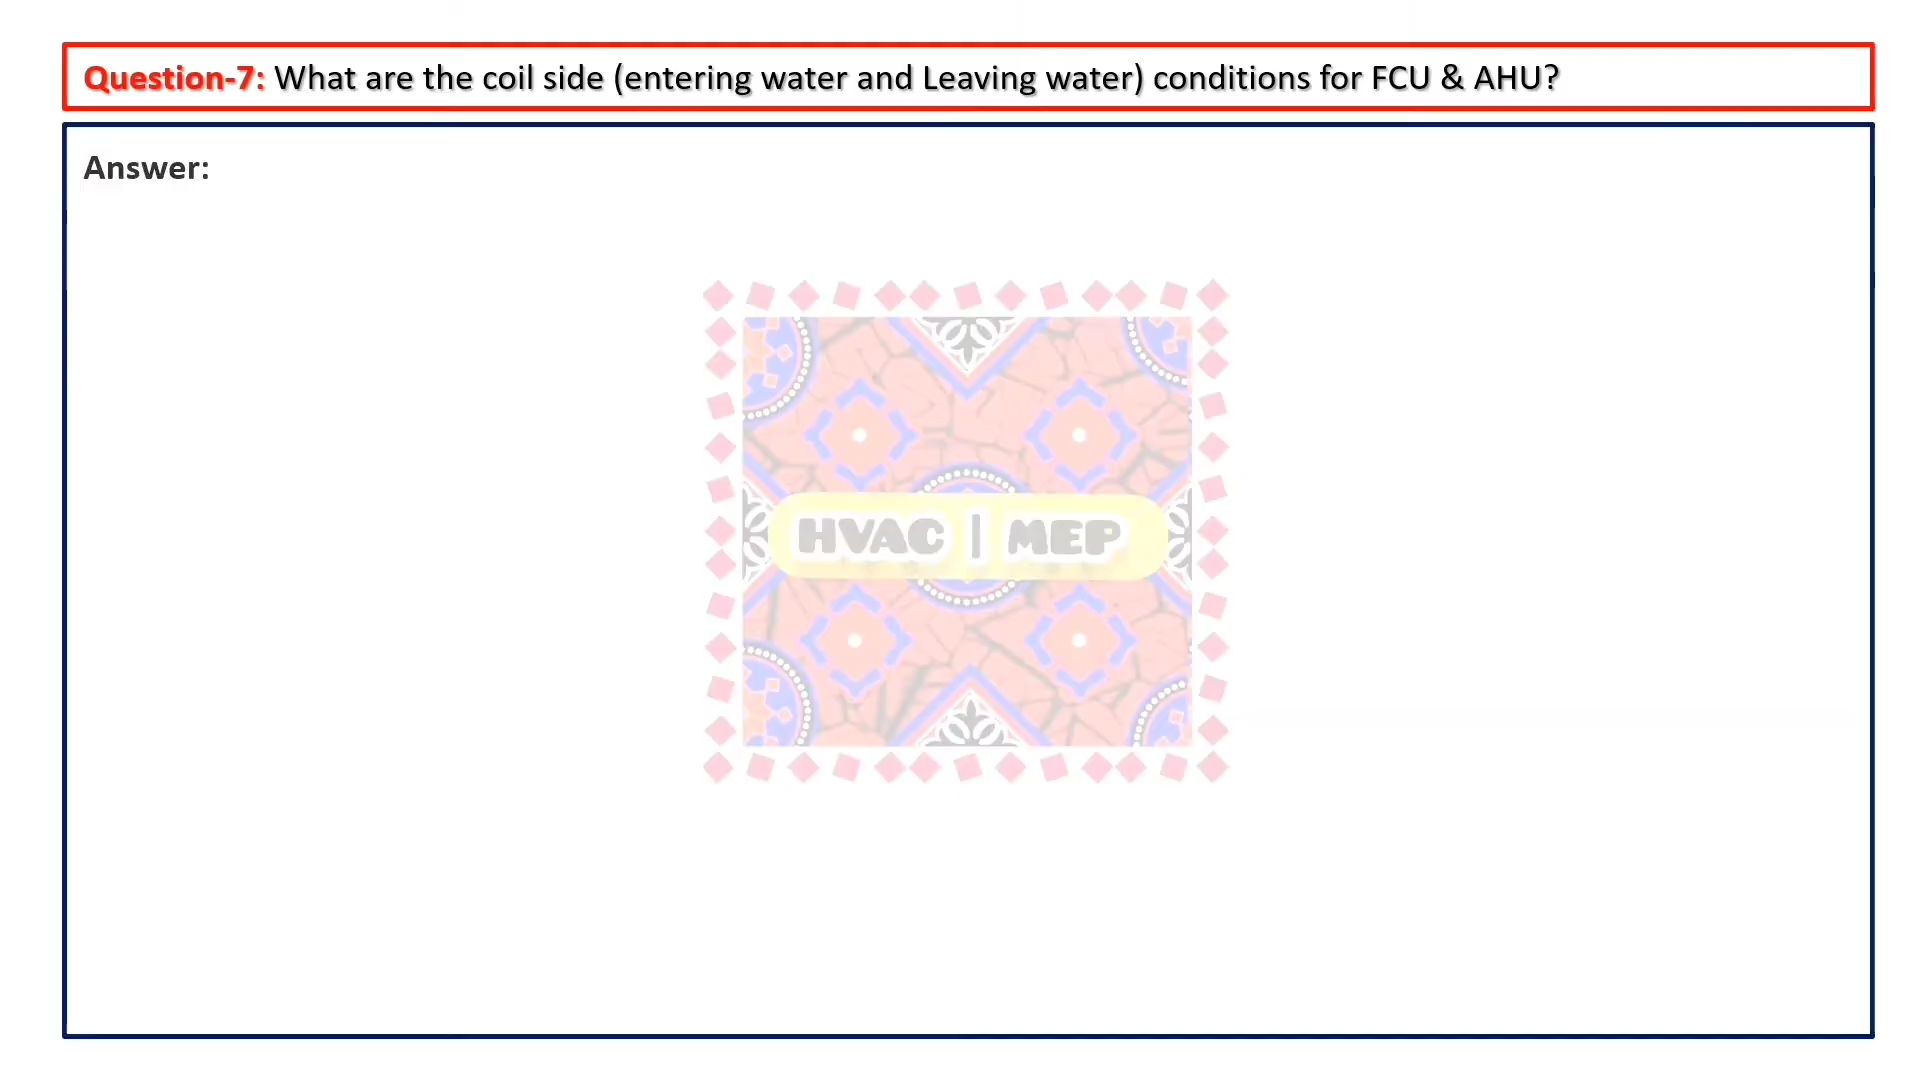 Question-7: What are the coil side (entering water and Leaving water) conditions for FCU & AHU?
Answer:
HVAC | MEP